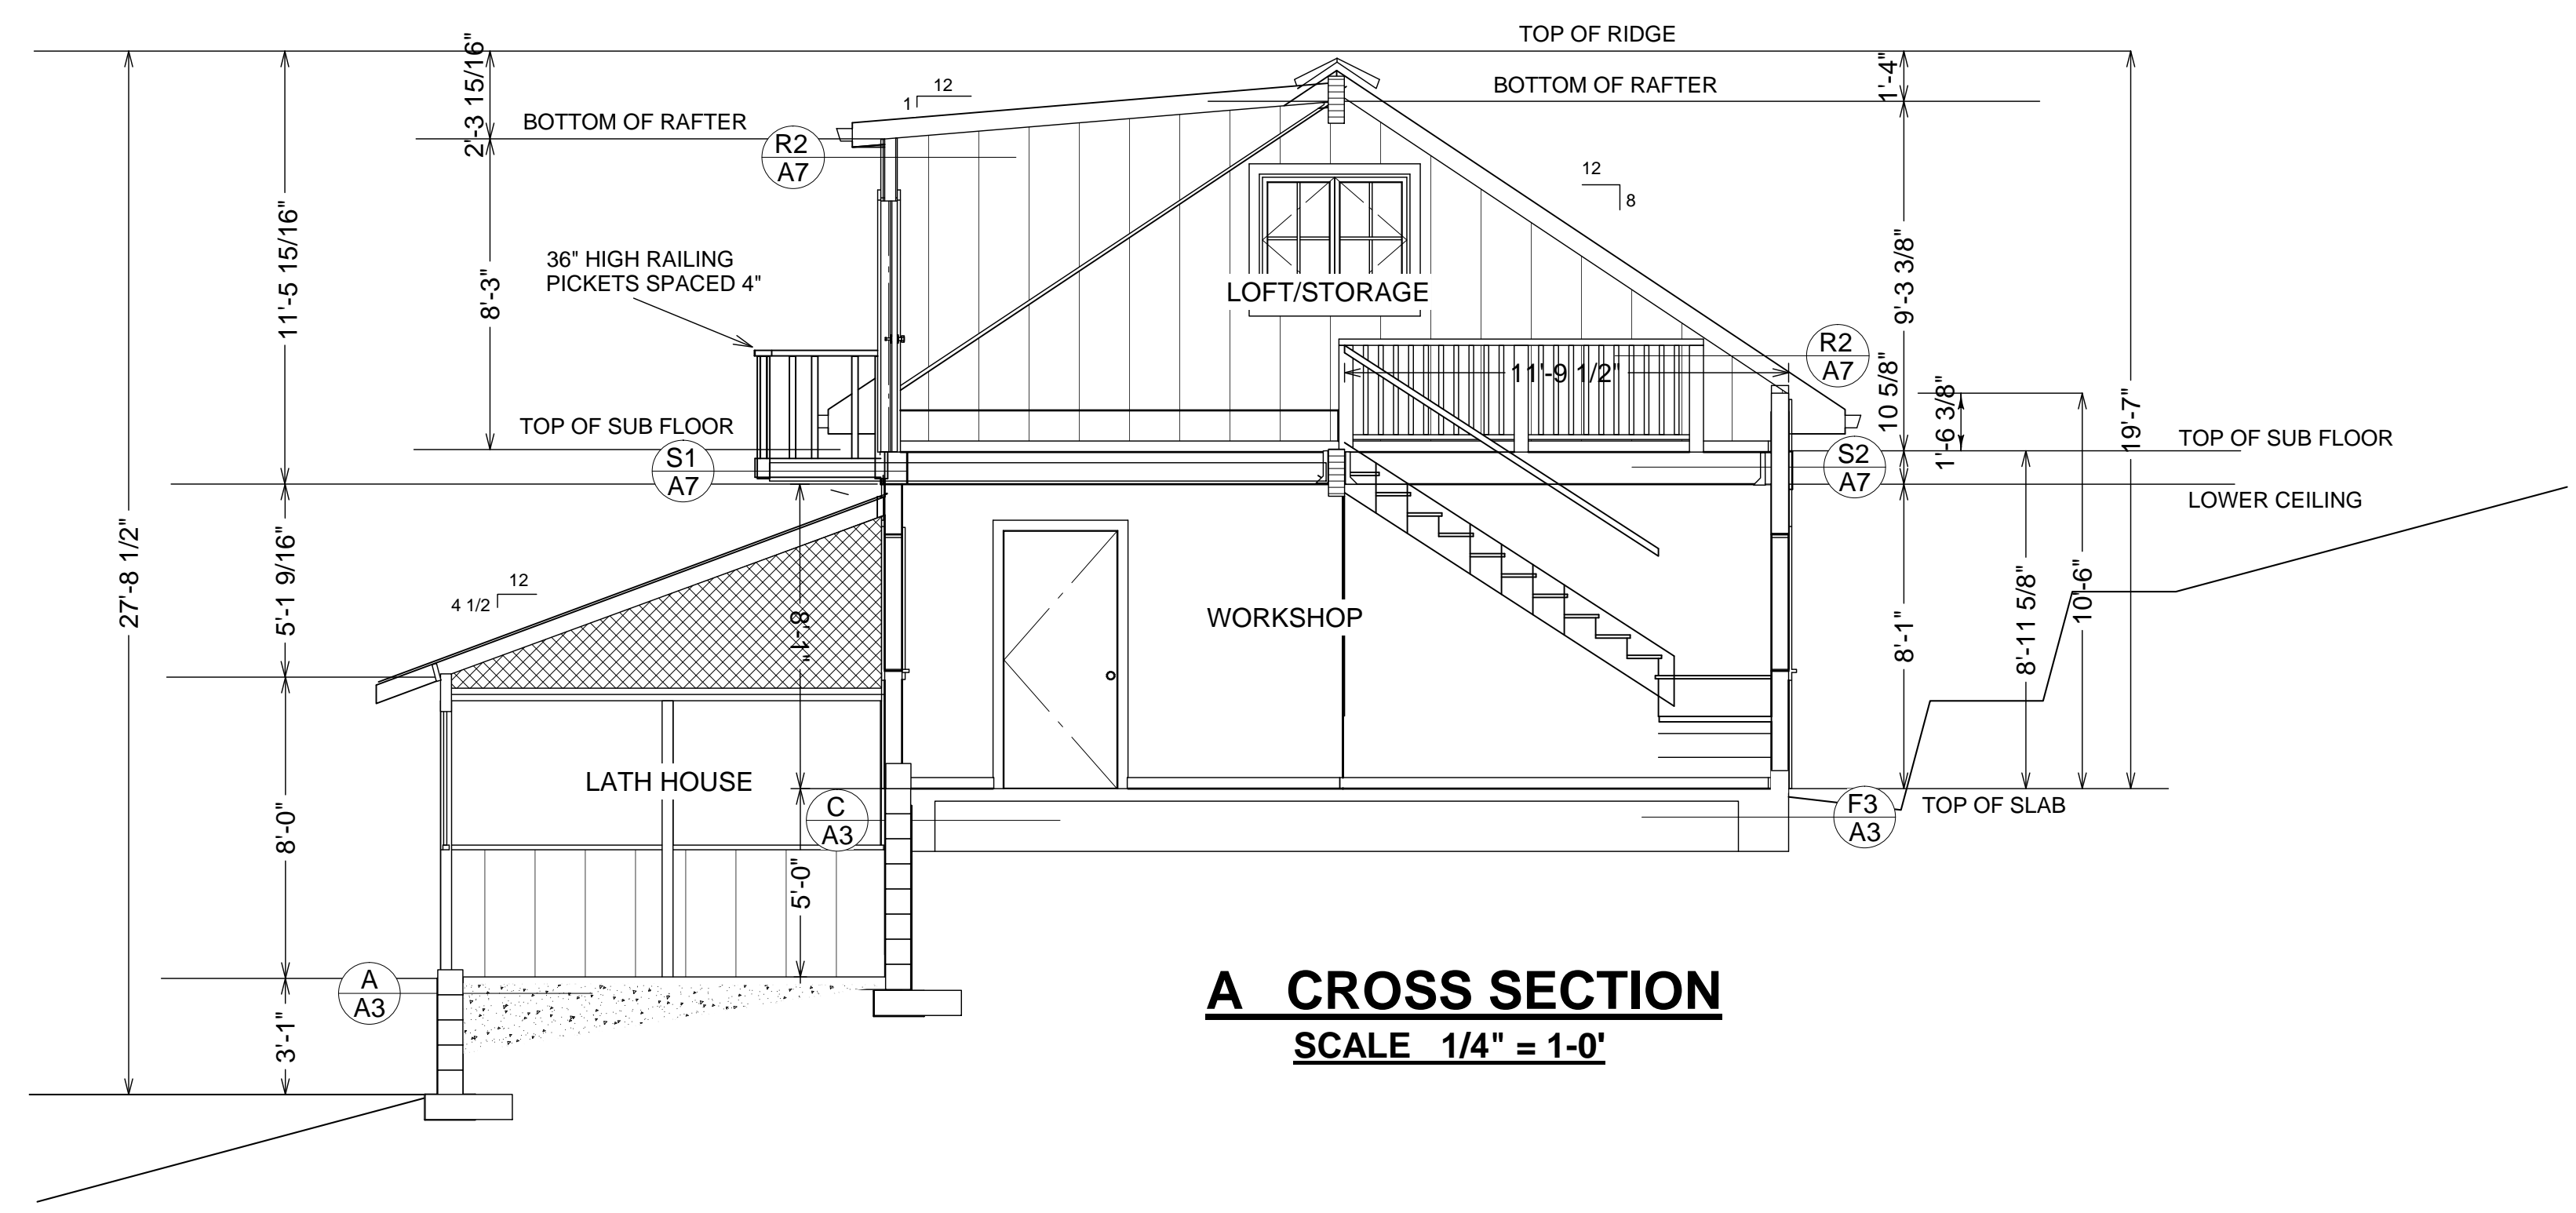 TOP OF RIDGE
2'-3 15/16"
1'-4"
12
1
BOTTOM OF RAFTER
BOTTOM OF RAFTER
R2
A7
12
8
11'-5 15/16"
8'-3"
36" HIGH RAILING
PICKETS SPACED 4"
LOFT/STORAGE
9'-3 3/8"
R2
A7
11'-9 1/2"
10 5/8"
1'-6 3/8"
19'-7"
TOP OF SUB FLOOR
TOP OF SUB FLOOR
S1
A7
S2
A7
LOWER CEILING
27'-8 1/2"
5'-1 9/16"
12
4 1/2
8'-1"
WORKSHOP
8'-1"
8'-11 5/8"
10'-6"
LATH HOUSE
8'-0"
C
A3
F3
A3
TOP OF SLAB
5'-0"
A
A3
3'-1"
A CROSS SECTION
SCALE 1/4" = 1-0'